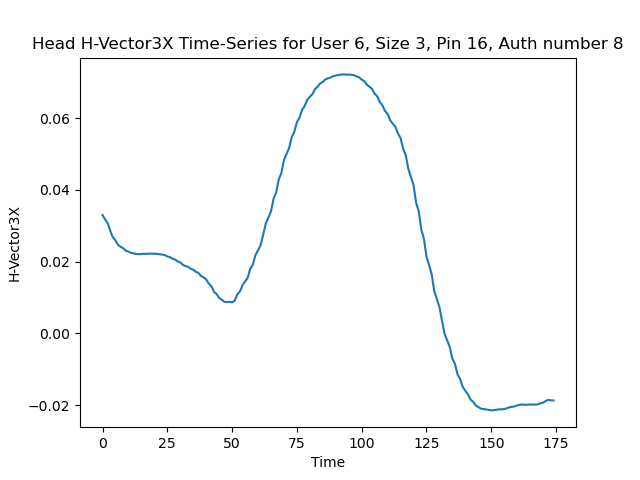 Head H-Vector3X Time-Series for User 6, Size 3, Pin 16, Auth number 8
H-Vector3X
0.06
0.04
0.02
0.00
−0.02
0 25 50 75 100 125 150 175
Time